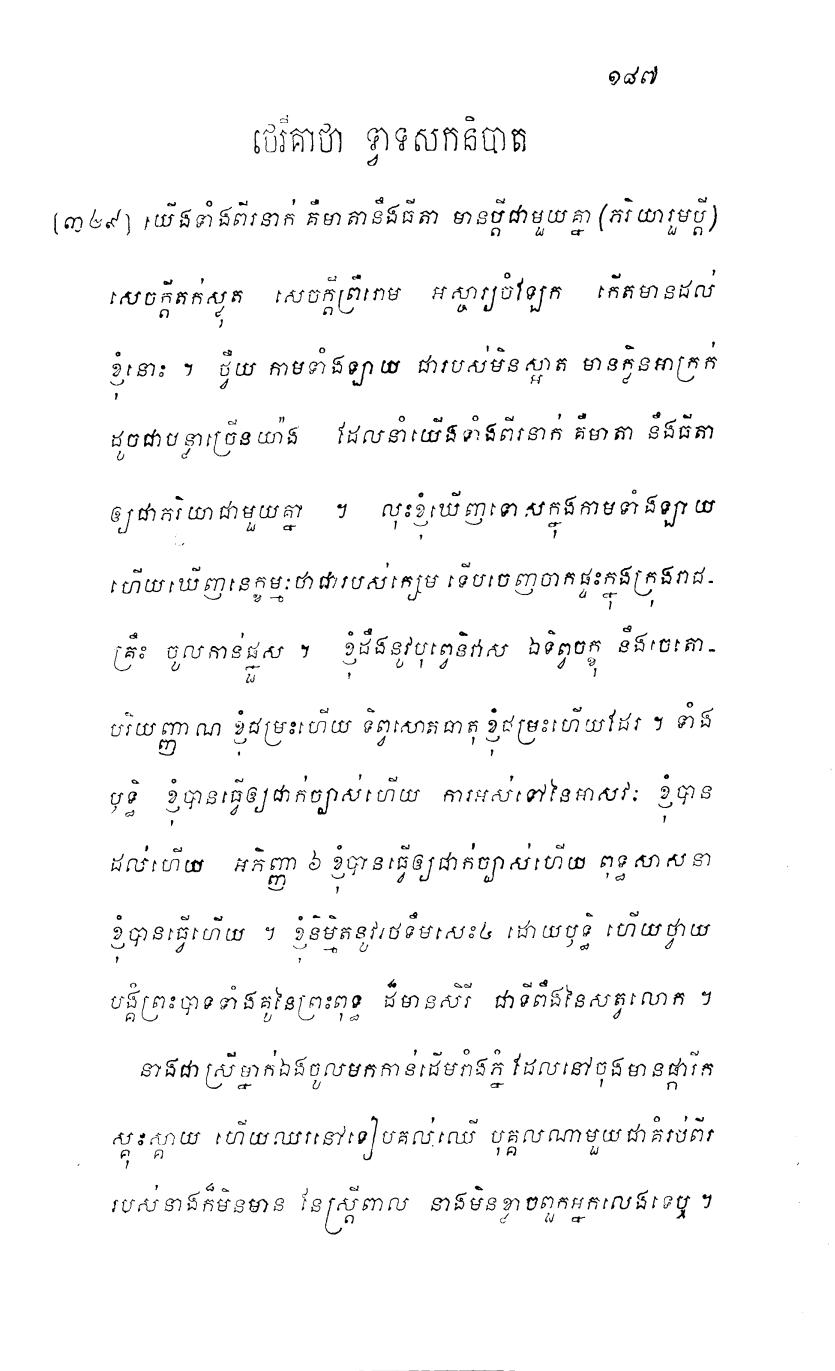 ១៨៧
ថេរីគាថា ទ្វាទសកនិបាត
[៣៤៩] យើងទាំងពីរនាក់ គឺមាតានឹងធីតា មានប្តីជាមួយគ្នា (ភរិយារួមប្តី)
សេចក្តីតក់ស្លុត សេចក្តីព្រឺរោម អស្ចារ្យចំឡែក កើតមានដល់
ខ្ញុំនោះ ។ ថ្វឺយ កាមទាំងឡាយ ជារបស់មិនស្អាត មានក្លិនអាក្រក់
ដូចជាបន្ទាច្រើនយ៉ាង ដែលនាំយើងទាំងពីរនាក់ គឺមាតា នឹងធីតា
ឲ្យជាភរិយាជាមួយគ្នា ។ លុះខ្ញុំឃើញទោសក្នុងកាមទាំងឡាយ
ហើយឃើញនេក្ខម្មៈថាជារបស់ក្សេម ទើបចេញចាកផ្ទះក្នុងក្រុងរាជ-
គ្រឹះ ចូលកាន់ផ្នួស ។ ខ្ញុំដឹងនូវបុព្វេនិវាស ឯទិព្វចក្ខុ នឹងចេតោ-
បរិយញ្ញាណ ខ្ញុំជម្រះហើយ ទិព្វសោតធាតុ ខ្ញុំជម្រះហើយដែរ ។ ទាំង
ឫទ្ធិ ខ្ញុំបានធ្វើឲ្យជាក់ច្បាស់ហើយ ការអស់ទៅនៃអាសវៈ ខ្ញុំបាន
ដល់ហើយ អភិញ្ញា ៦ ខ្ញុំបានធ្វើឲ្យជាក់ច្បាស់ហើយ ពុទ្ធសាសនា
ខ្ញុំបានធ្វើហើយ ។ ខ្ញុំនិម្មិតនូវរថទឹមសេះ៤ ដោយឫទ្ធិ ហើយថ្វាយ
បង្គំព្រះបាទទាំងគូនៃព្រះពុទ្ធ ដ៏មានសិរី ជាទីពឹងនៃសត្វលោក ។
នាងជាស្រីម្នាក់ឯងចូលមកកាន់ដើមរាំងភ្នំ ដែលនៅចុងមានផ្ការីក
ស្គុះស្គាយ ហើយឈរនៅទៀបគល់ឈើ បុគ្គលណាមួយជាគំរប់ពីរ
របស់នាងក៏មិនមាន នែស្ត្រីពាល នាងមិនខ្លាចពួកអ្នកលេងទេឬ ។